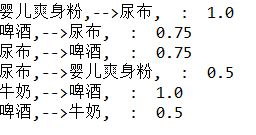 婴儿爽身粉,-->尿布,  :  1.0
啤酒,-->尿布,  :  0.75
尿布,-->啤酒,  :  0.75
尿布,-->婴儿爽身粉,  :  0.5
牛奶,-->啤酒,  :  1.0
啤酒,-->牛奶,  :  0.5